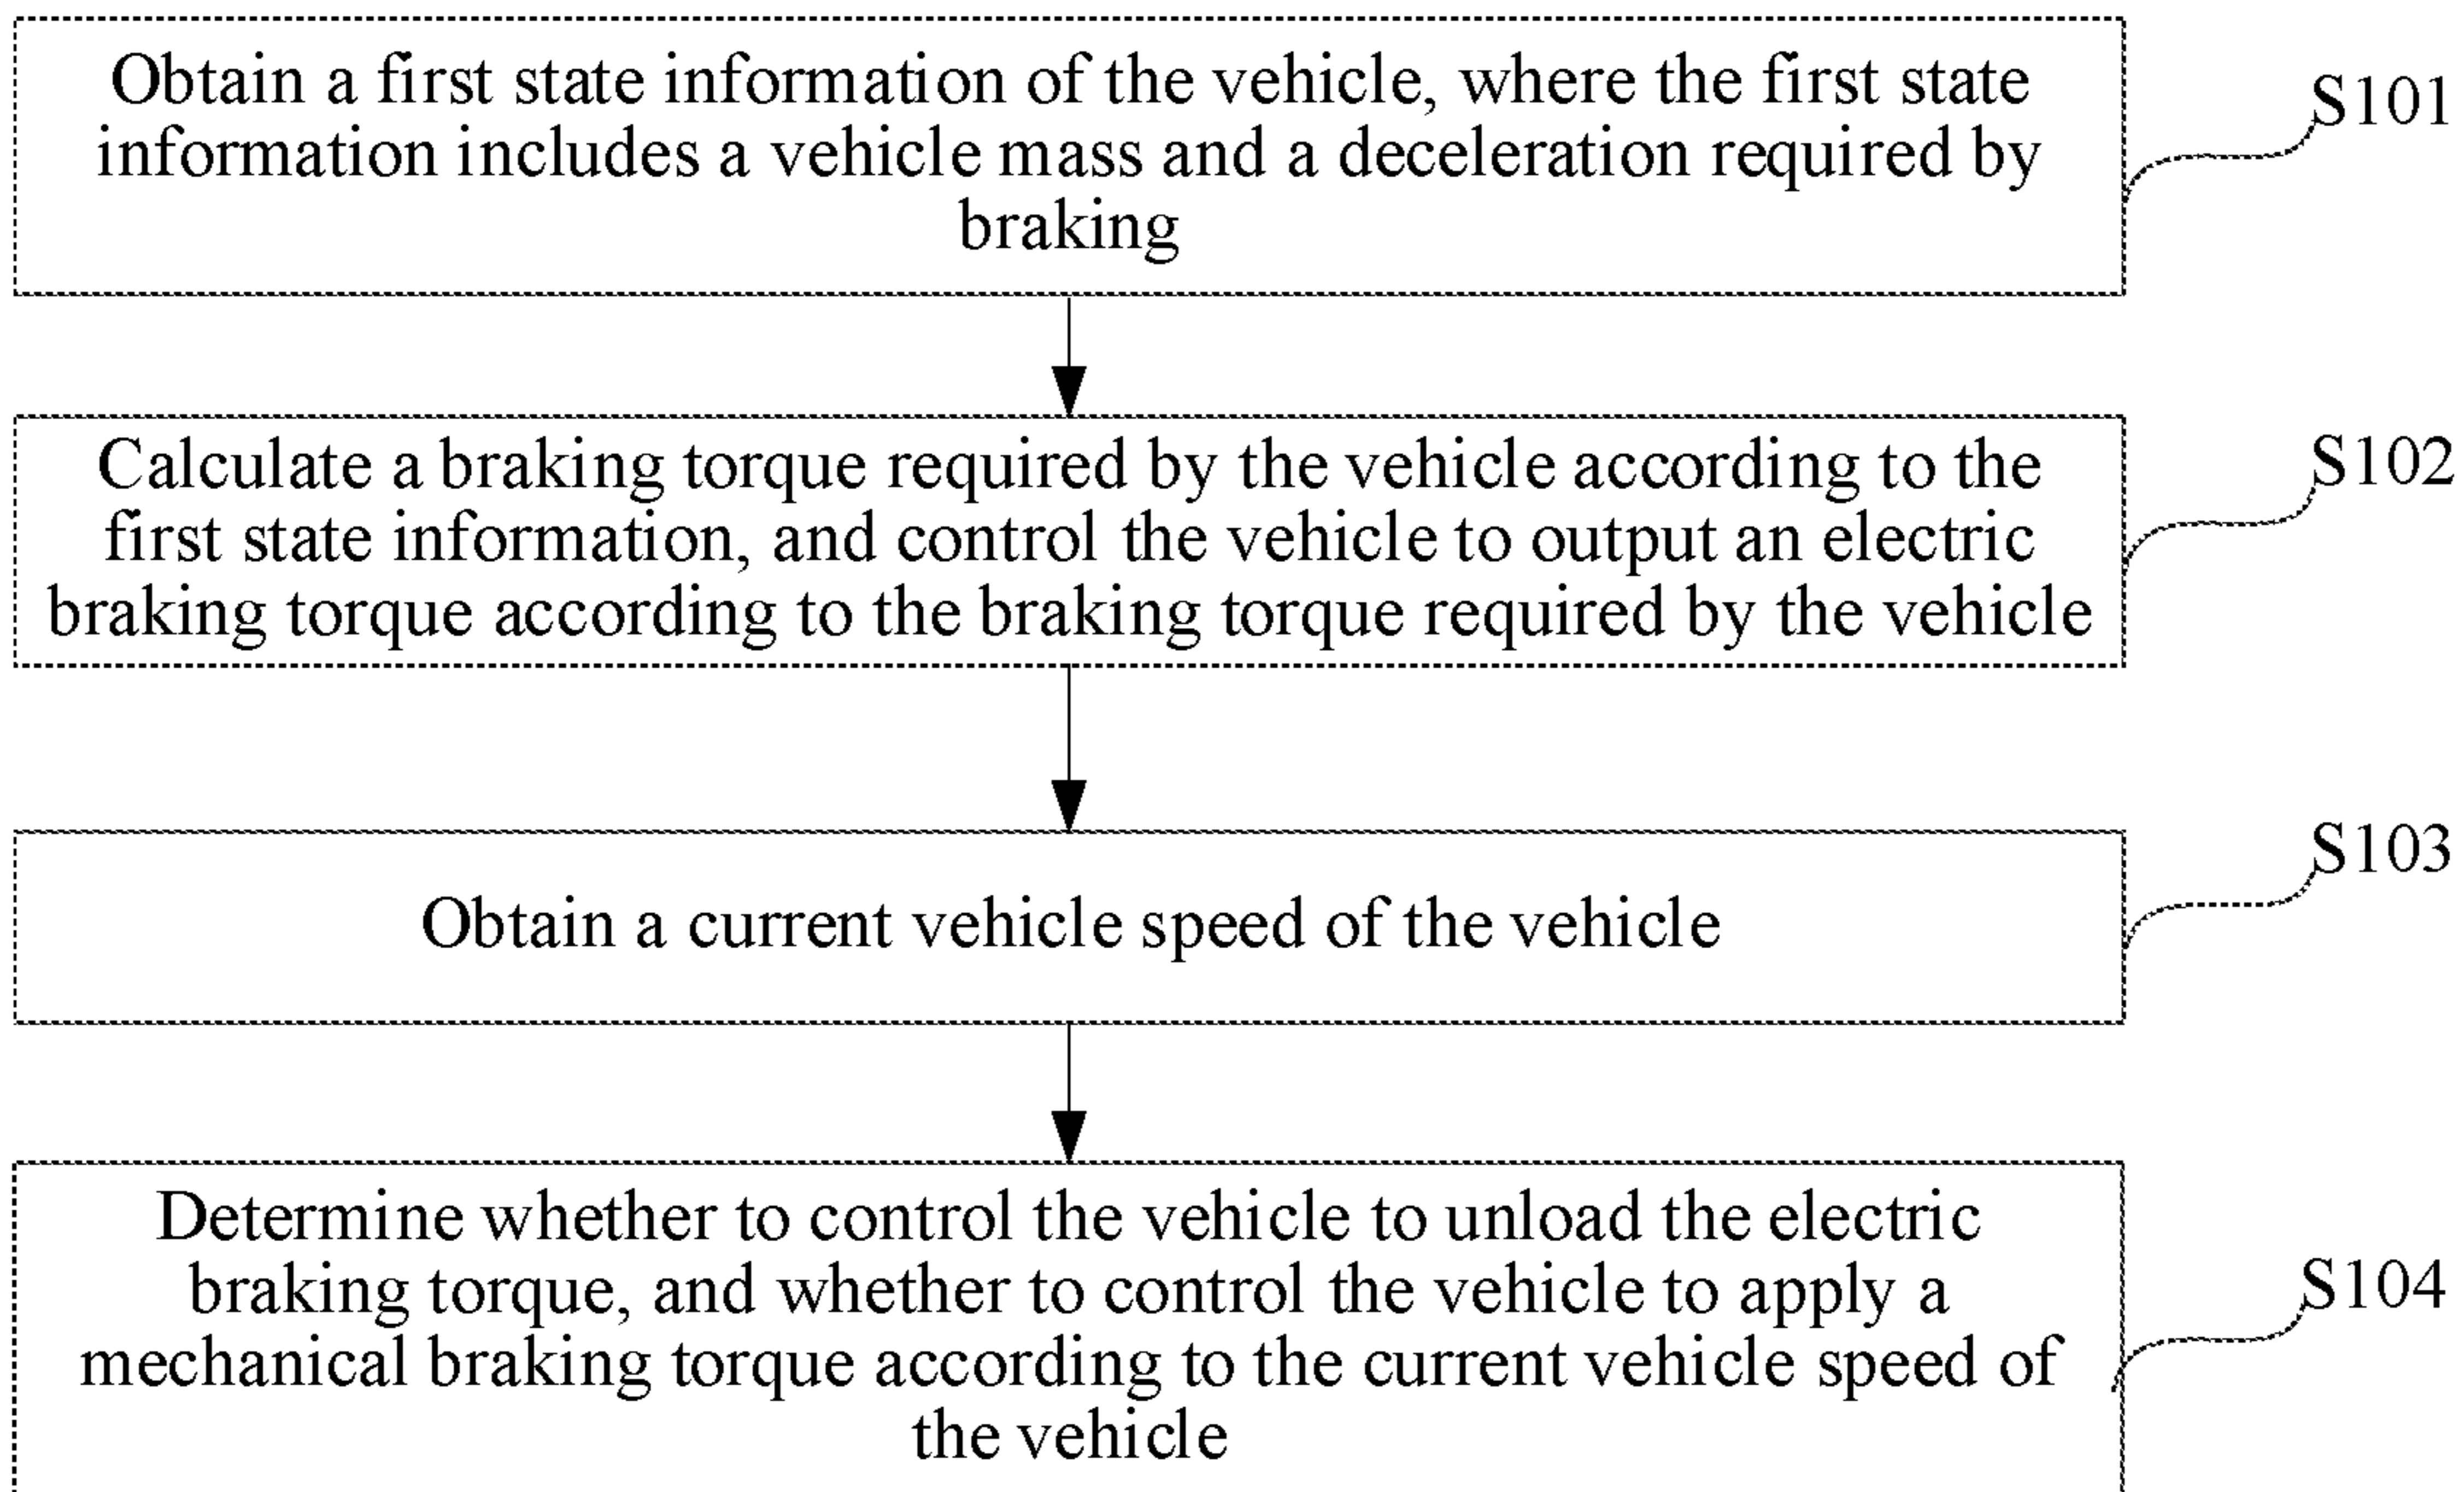 Obtain a first state information of the vehicle, where the first state
information includes a vehicle mass and a deceleration required by
braking
S101
Calculate a braking torque required by the vehicle according to the
first state information, and control the vehicle to output an electric
braking torque according to the braking torque required by the vehicle
S102
Obtain a current vehicle speed of the vehicle
S103
Determine whether to control the vehicle to unload the electric
braking torque, and whether to control the vehicle to apply a
mechanical braking torque according to the current vehicle speed of
the vehicle
S104